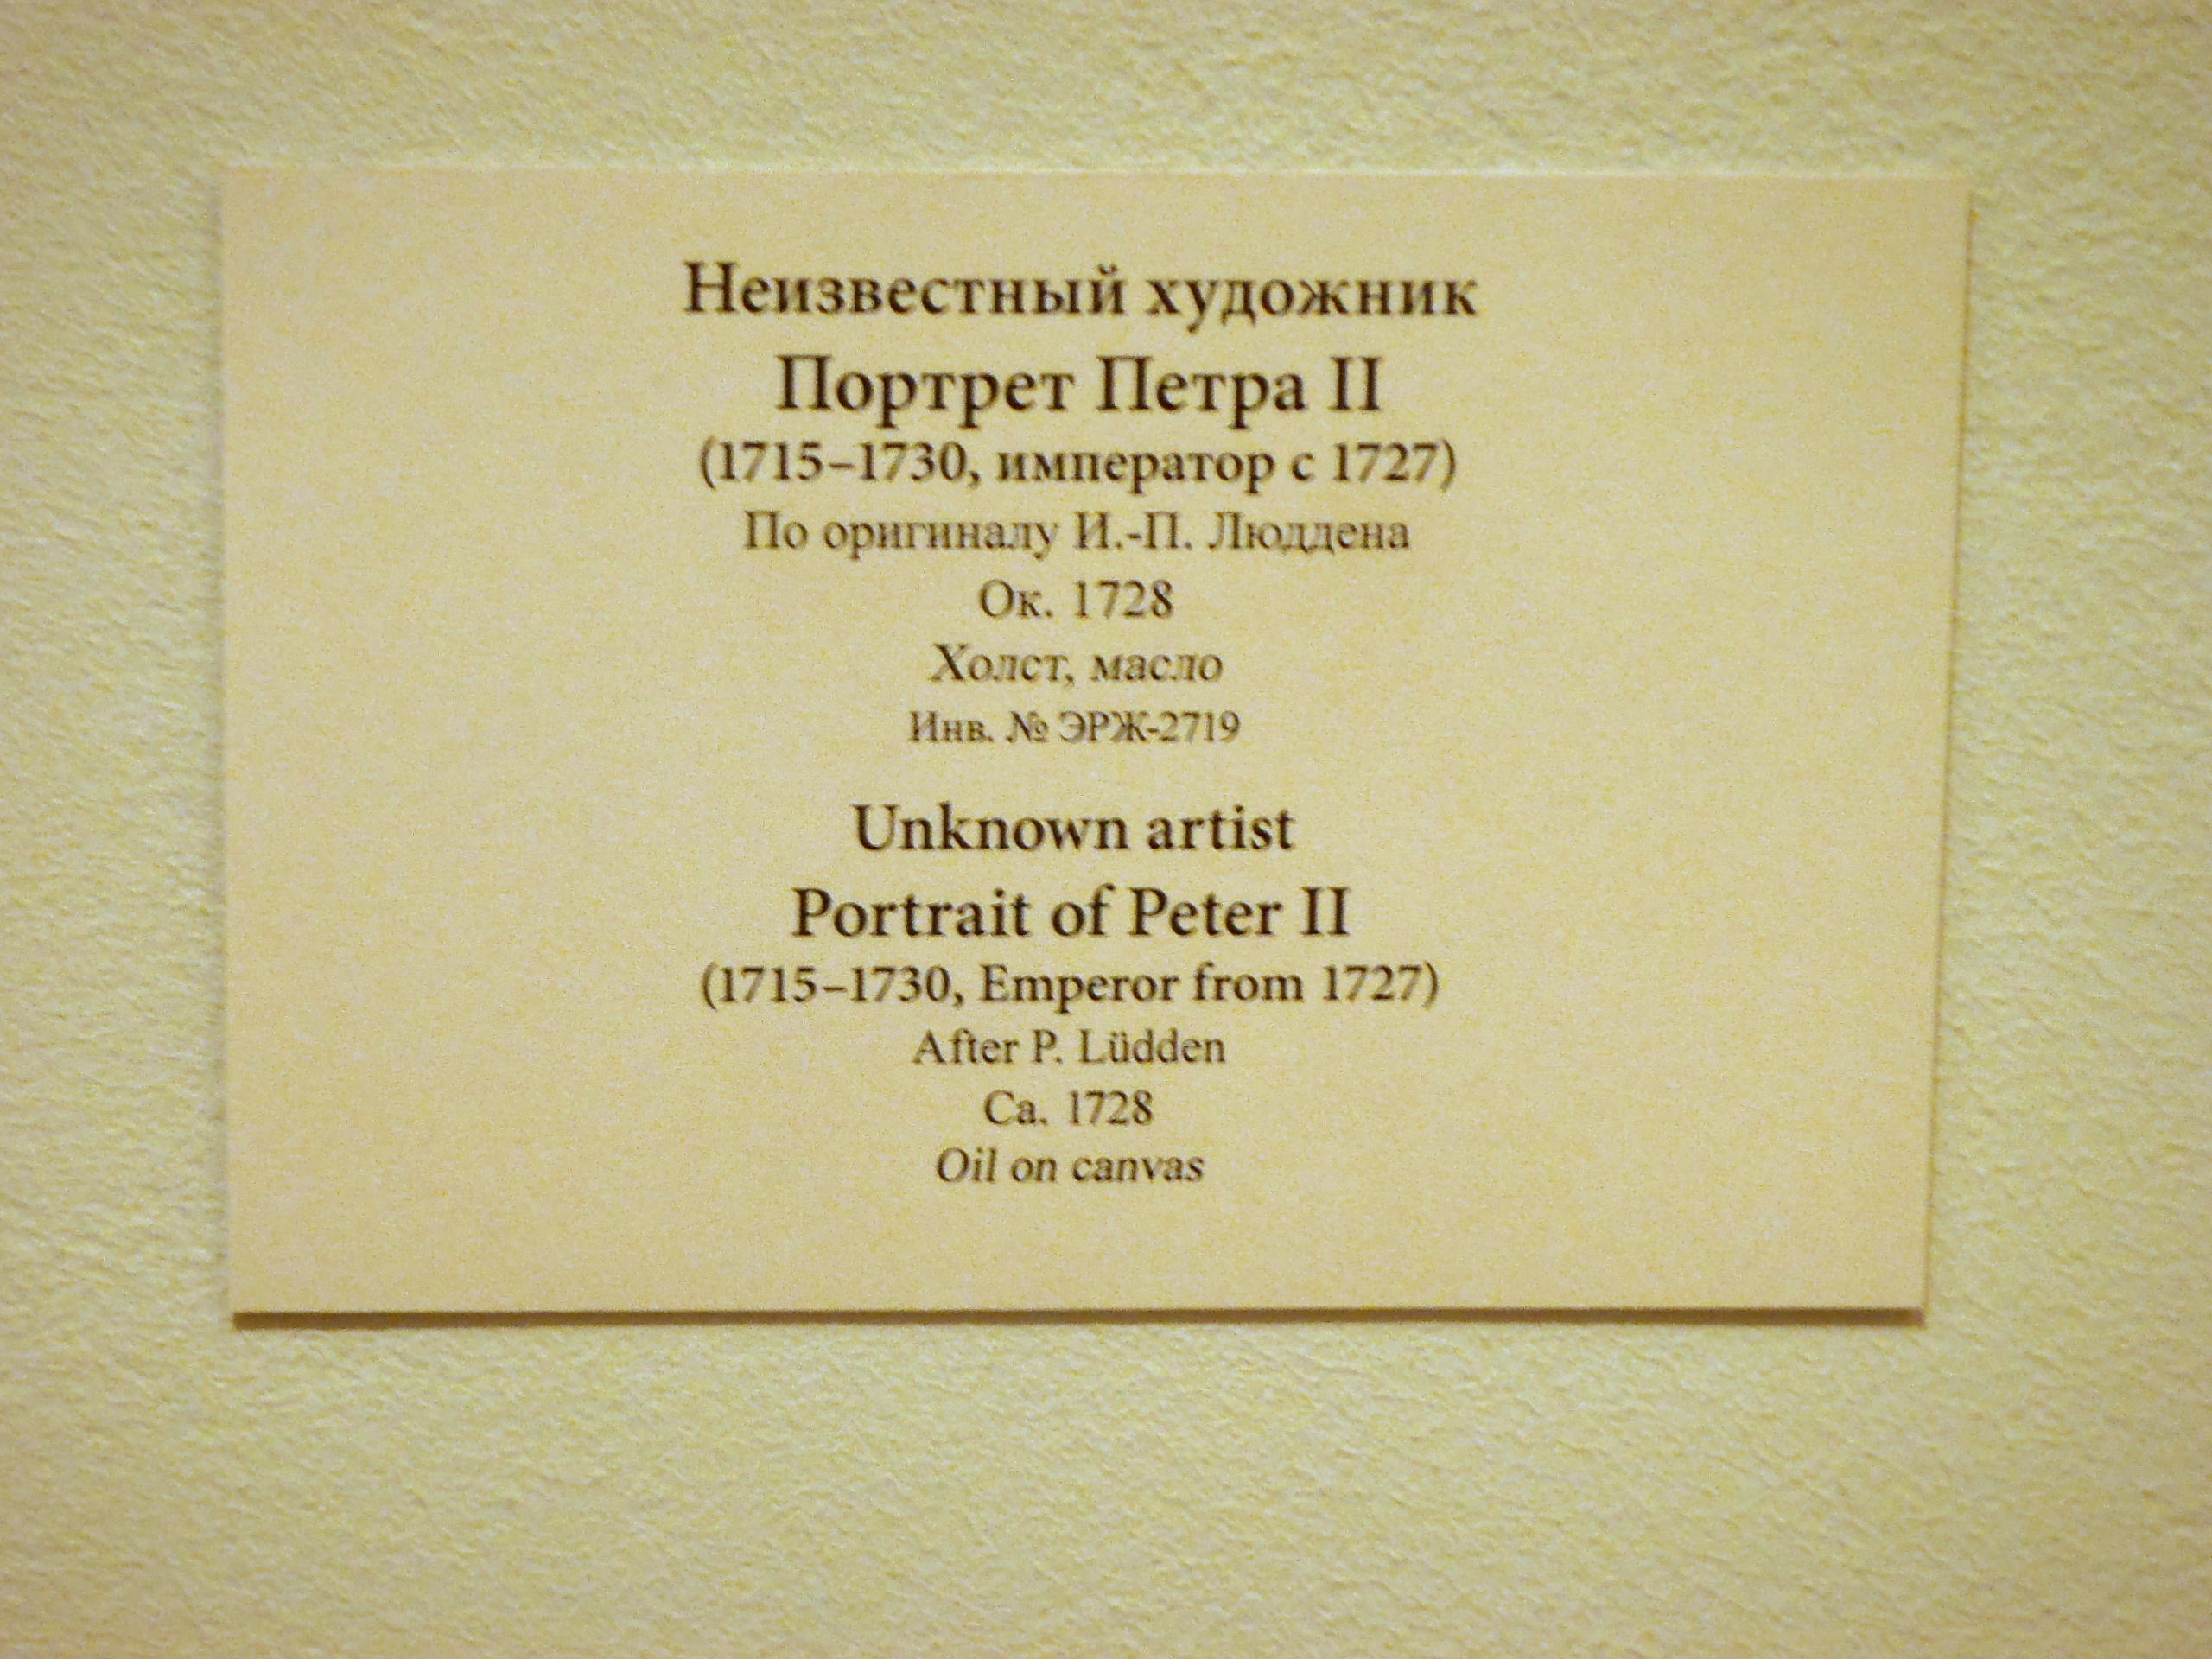 Неизвестный художник
Портрет Петра II
(1715–1730, император с 1727)
По оригиналу И.-П. Люддена
Ок. 1728
Холст, масло
Инв. № ЭРЖ-2719
Unknown artist
Portrait of Peter II
(1715–1730, Emperor from 1727)
After P. Lüdden
Ca. 1728
Oil on canvas